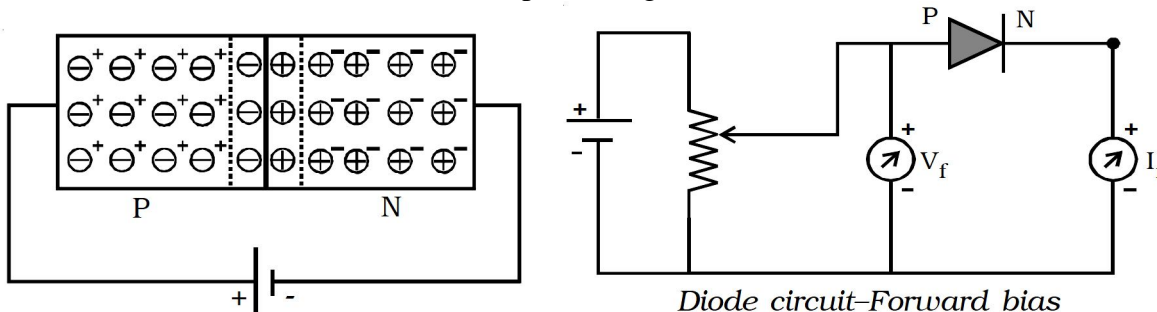 P N
P N
+ -
+ -
+ -
V_f
+ -
I
Diode circuit–Forward bias